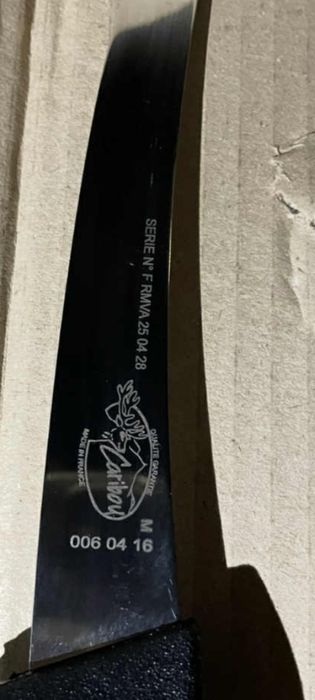 SERIE N° F RMVA 25 04 28
QUALITE GARANTIE
Caribou
MADE IN FRANCE
M
006 04 16